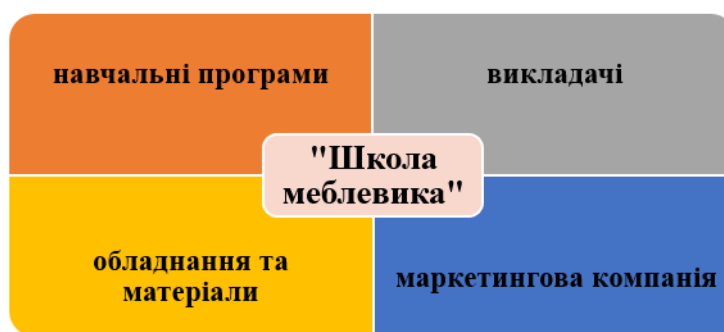 навчальні програми
викладачі
"Школа
меблевика"
обладнання та
матеріали
маркетингова компанія